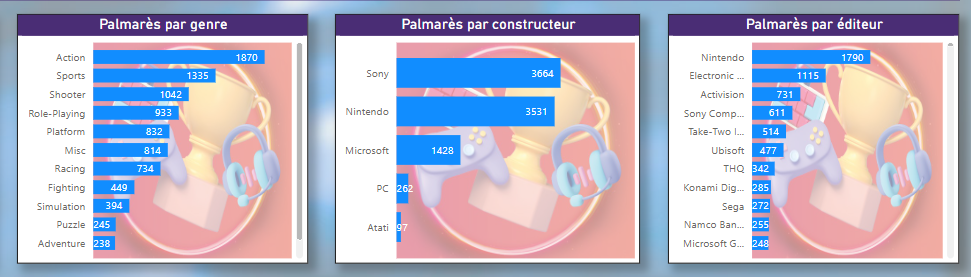 Palmarès par genre
Action 1870
Sports 1335
Shooter 1042
Role-Playing 933
Platform 832
Misc 814
Racing 734
Fighting 449
Simulation 394
Puzzle 245
Adventure 238
Palmarès par constructeur
Sony 3664
Nintendo 3531
Microsoft 1428
PC 262
Atati 97
Palmarès par éditeur
Nintendo 1790
Electronic ... 1115
Activision 731
Sony Comp... 611
Take-Two I... 514
Ubisoft 477
THQ 342
Konami Dig... 285
Sega 272
Namco Ban... 255
Microsoft G... 248